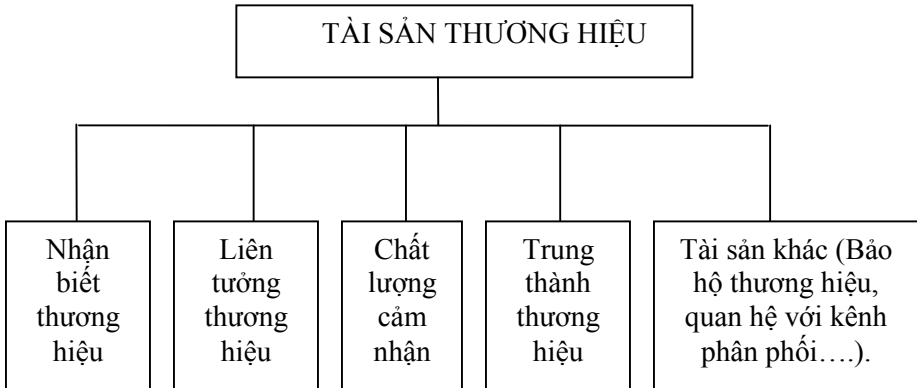 TÀI SẢN THƯƠNG HIỆU
Nhận
biết
thương
hiệu
Liên
tưởng
thương
hiệu
Chất
lượng
cảm
nhận
Trung
thành
thương
hiệu
Tài sản khác (Bảo
hộ thương hiệu,
quan hệ với kênh
phân phối….).